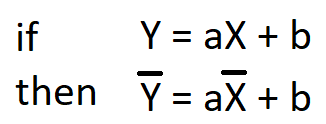 if Y = aX + b
then Y̅ = aX̅ + b